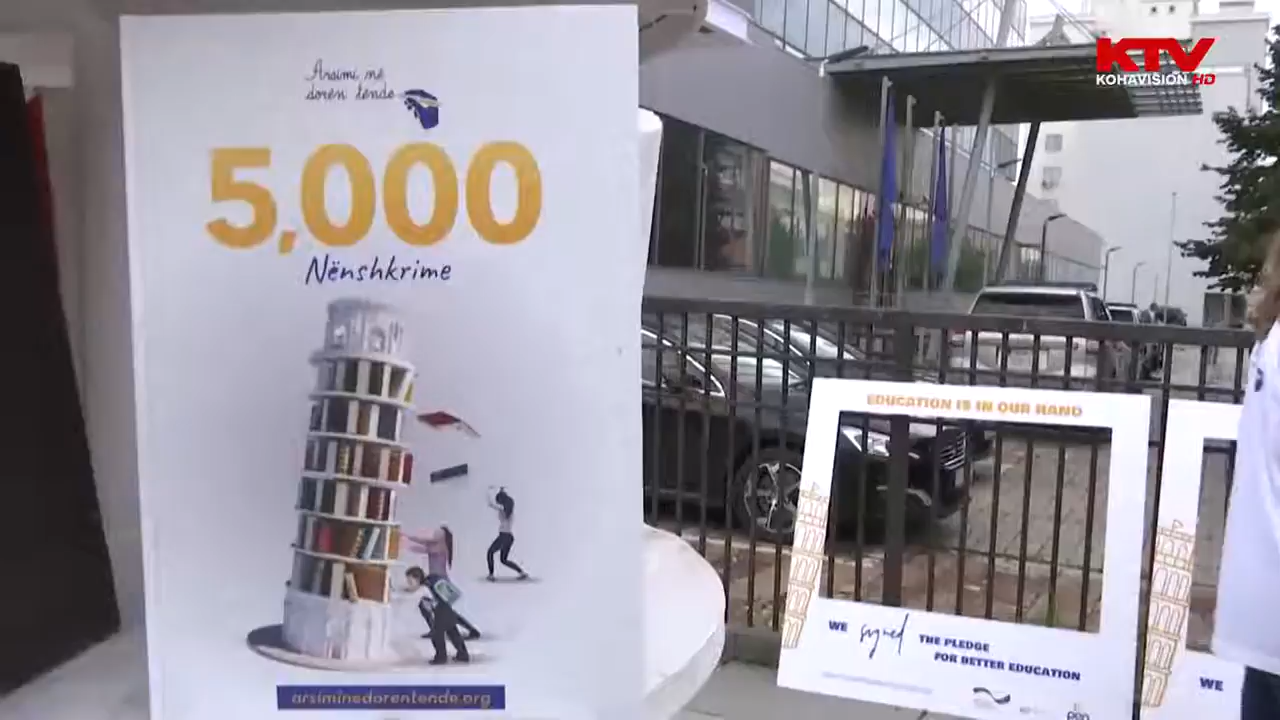 Arsimi në
dorën tende
5,000
Nënshkrime
arsiminedorentende.org
KTV
KOHAVISION HD
EDUCATION IS IN OUR HAND
WE signed THE PLEDGE
FOR BETTER EDUCATION
WE